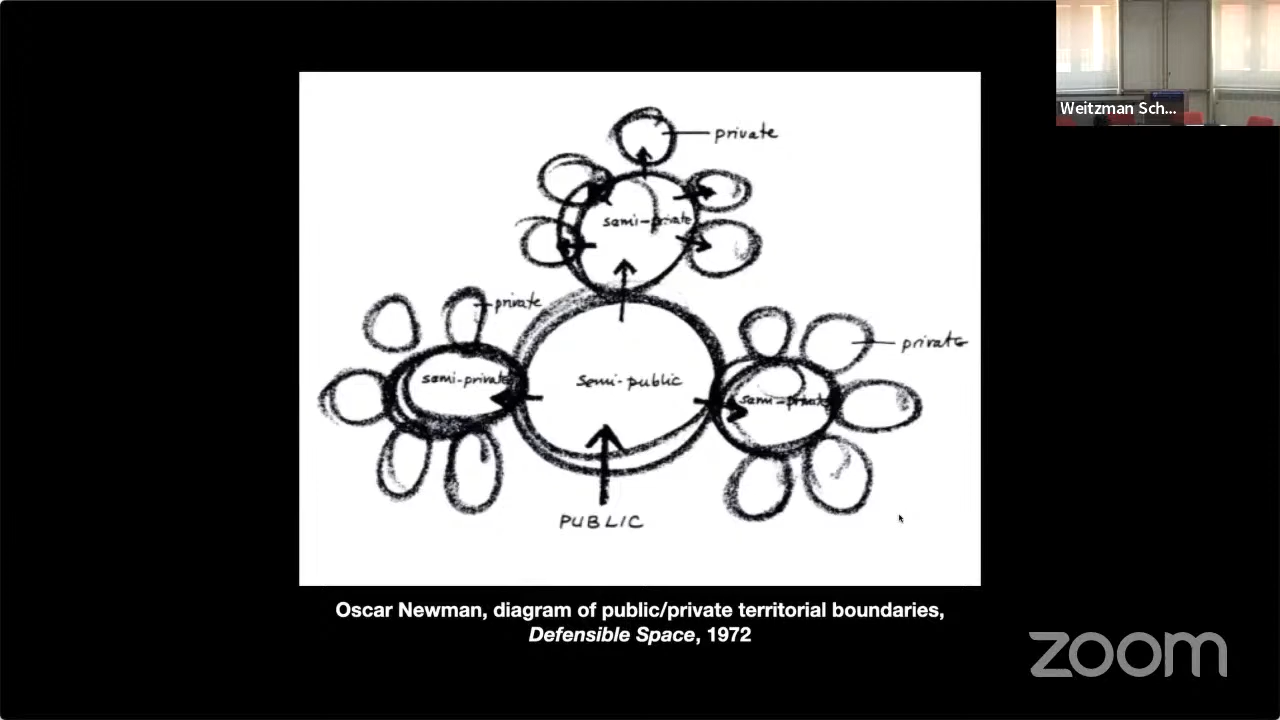 Weitzman Sch...
private
semi-private
private
private
semi-private
semi-public
semi-private
PUBLIC
Oscar Newman, diagram of public/private territorial boundaries,
Defensible Space, 1972
zoom